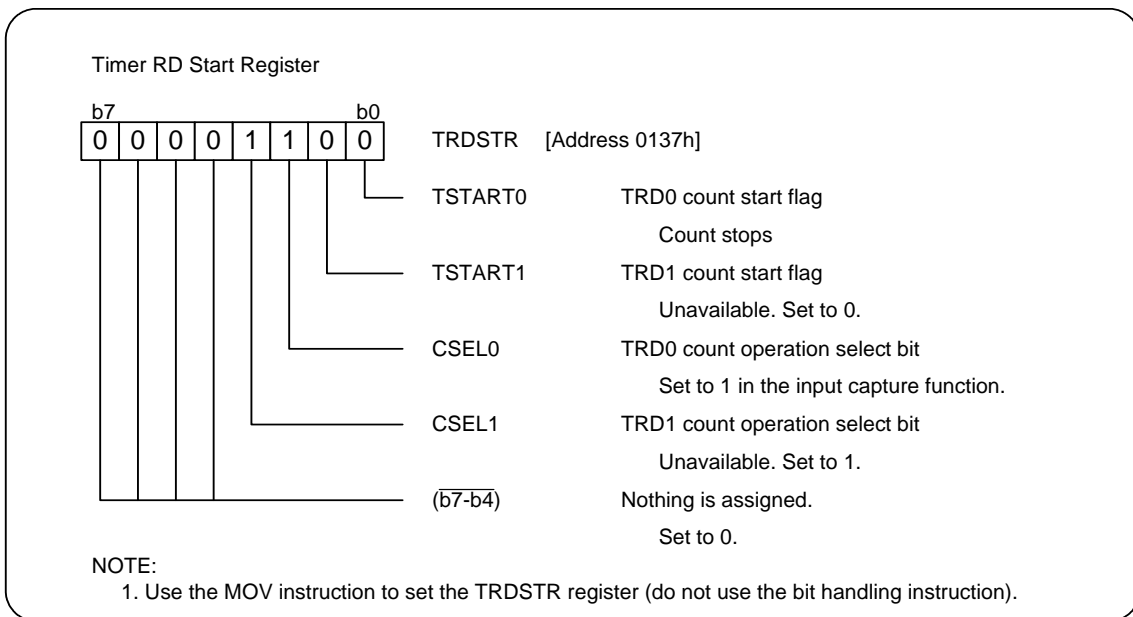 Timer RD Start Register
b7 b0
0 0 0 0 1 1 0 0 TRDSTR [Address 0137h]
TSTART0 TRD0 count start flag
Count stops
TSTART1 TRD1 count start flag
Unavailable. Set to 0.
CSEL0 TRD0 count operation select bit
Set to 1 in the input capture function.
CSEL1 TRD1 count operation select bit
Unavailable. Set to 1.
(b7-b4) Nothing is assigned.
Set to 0.
NOTE:
1. Use the MOV instruction to set the TRDSTR register (do not use the bit handling instruction).